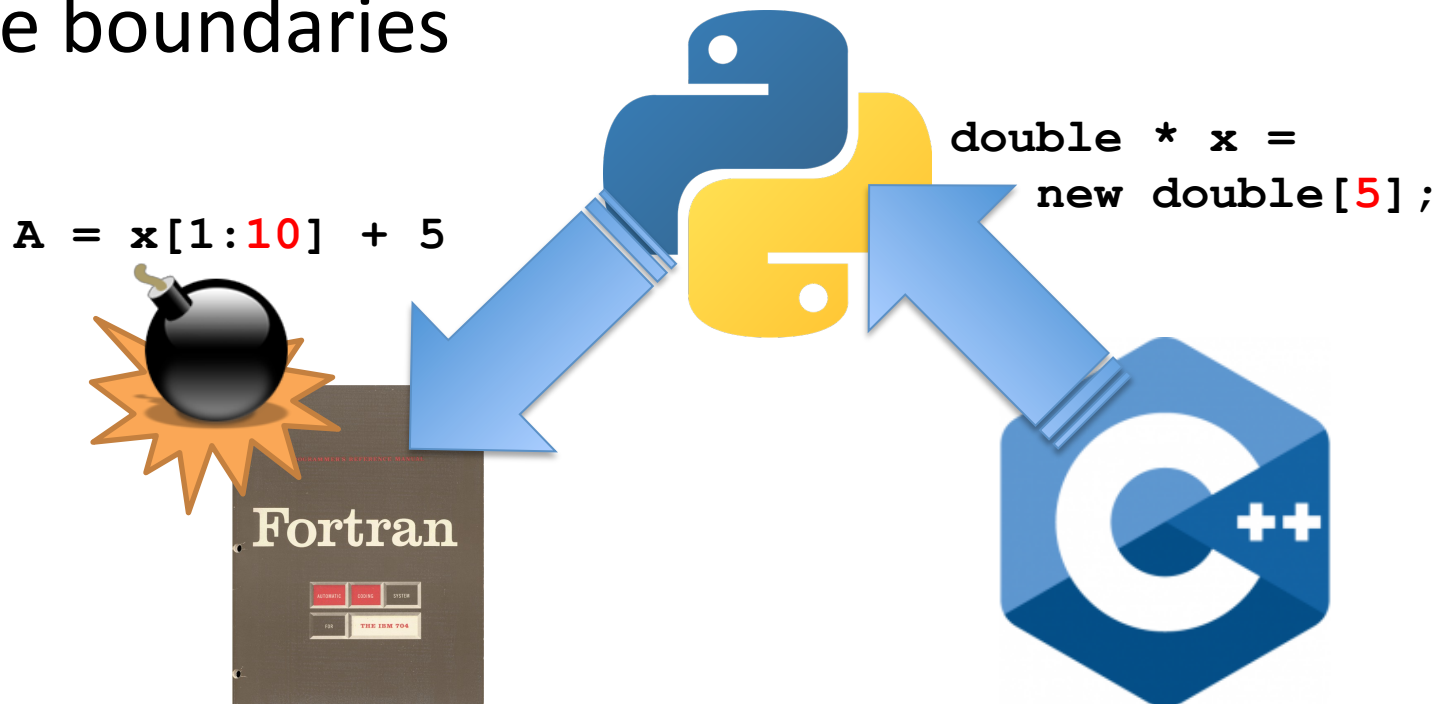 e boundaries
double * x =
new double[5];
A = x[1:10] + 5
Fortran
AUTOMATIC CODING SYSTEM
FOR THE IBM 704
C ++